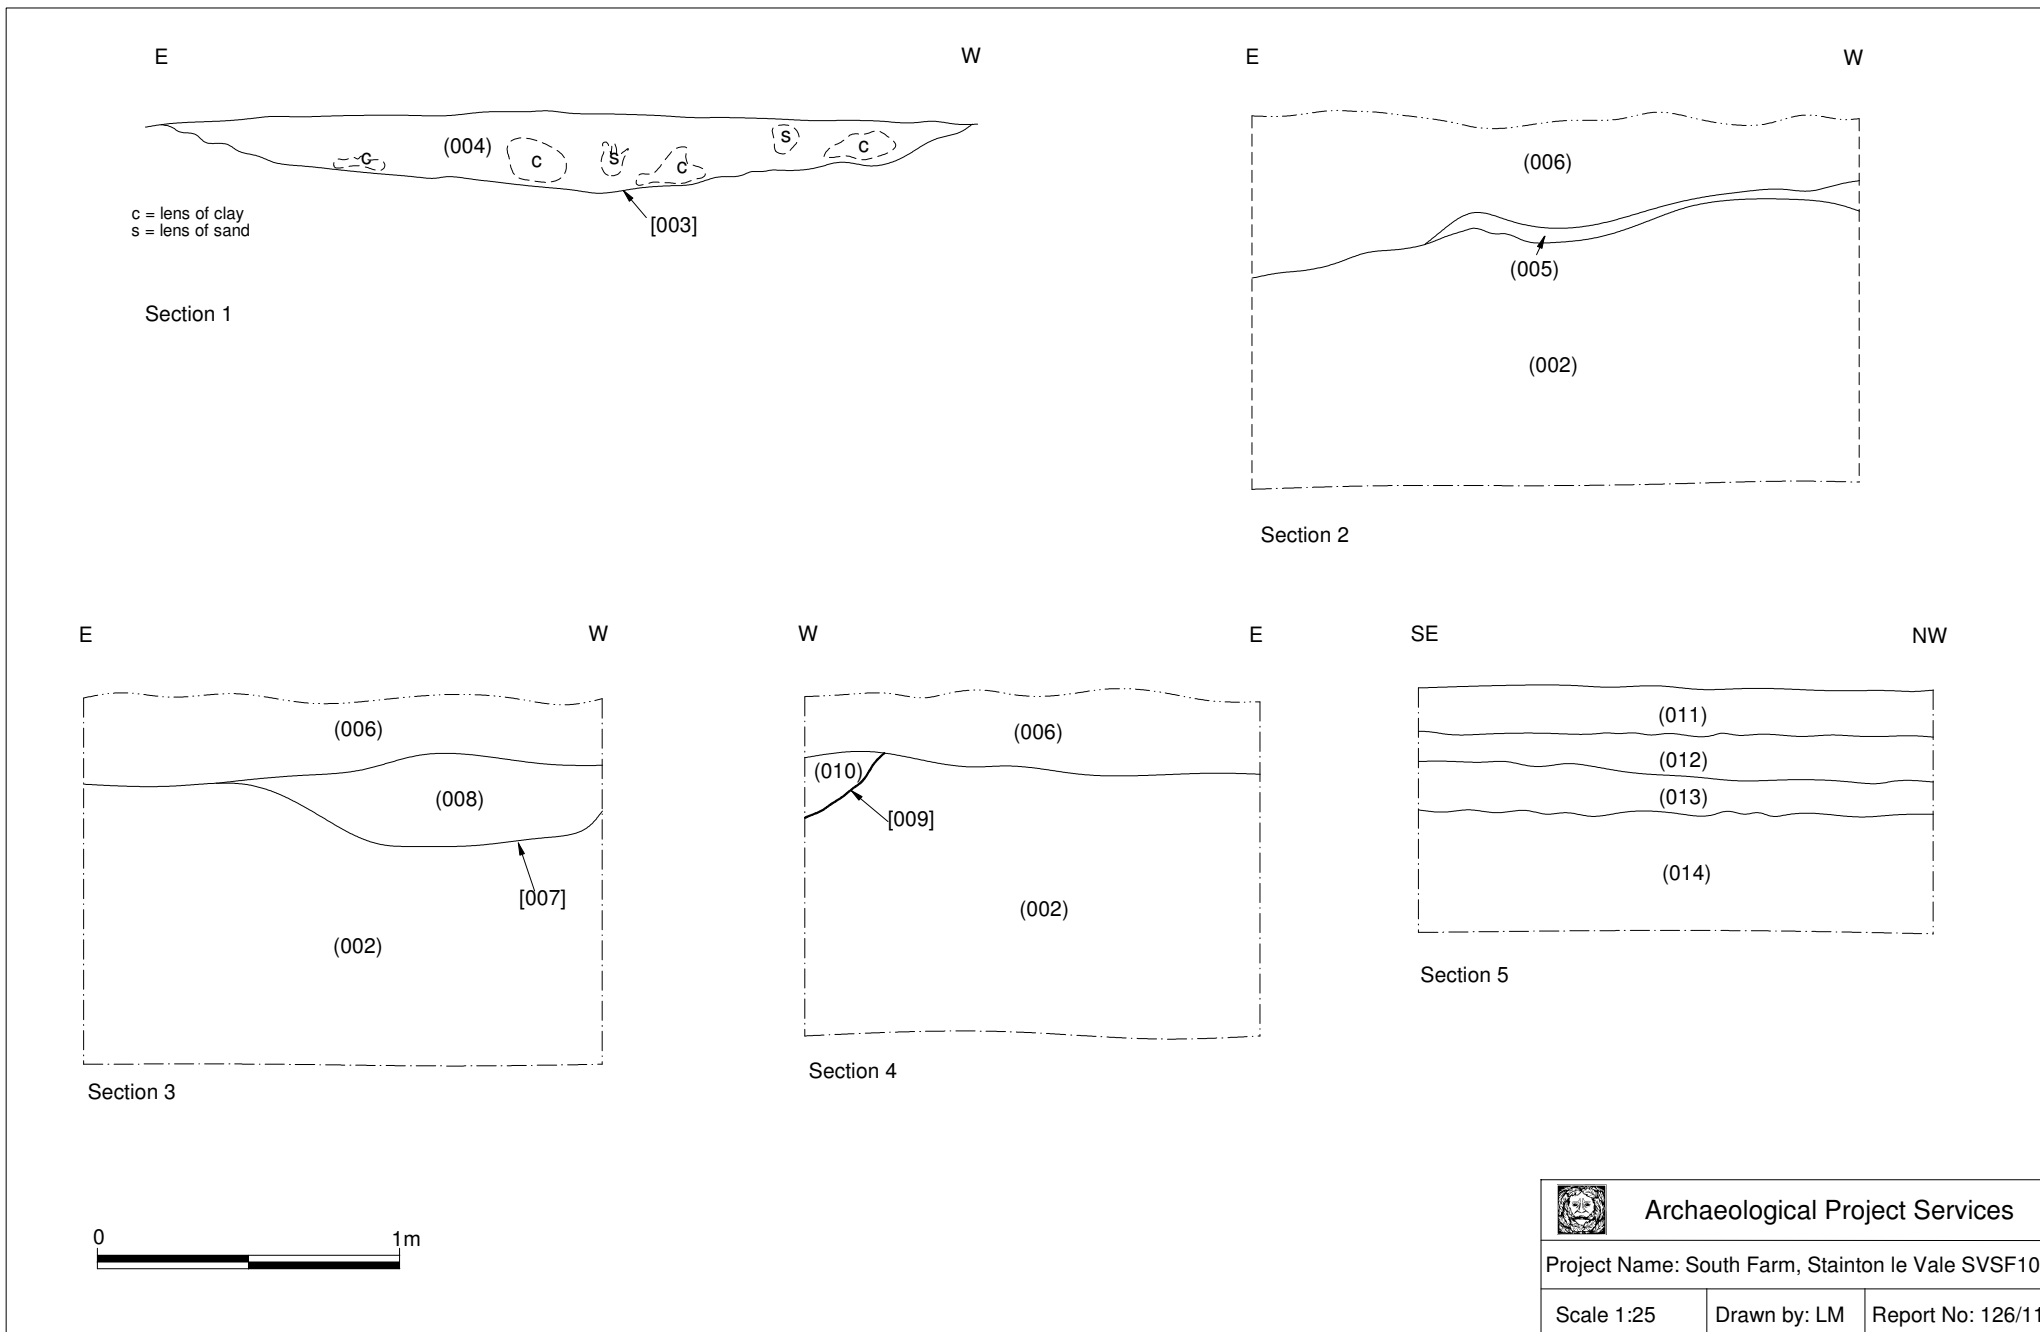 E W
(004)
c
c
s
c
s
c
[003]
c = lens of clay
s = lens of sand
Section 1
E W
(006)
(005)
(002)
Section 2
E W
(006)
(008)
[007]
(002)
Section 3
W E
(006)
(010)
[009]
(002)
Section 4
SE NW
(011)
(012)
(013)
(014)
Section 5
0 1m
Archaeological Project Services
Project Name: South Farm, Stainton le Vale SVSF10
Scale 1:25 Drawn by: LM Report No: 126/11